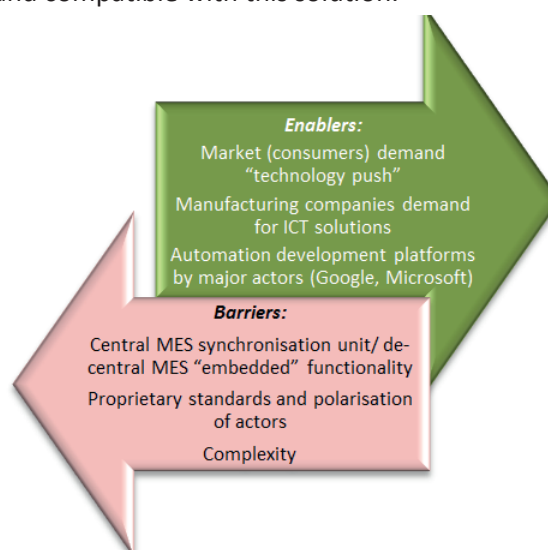 and compatible with this solution.
Enablers:
Market (consumers) demand
“technology push”
Manufacturing companies demand
for ICT solutions
Automation development platforms
by major actors (Google, Microsoft)
Barriers:
Central MES synchronisation unit/ de-
central MES “embedded” functionality
Proprietary standards and polarisation
of actors
Complexity